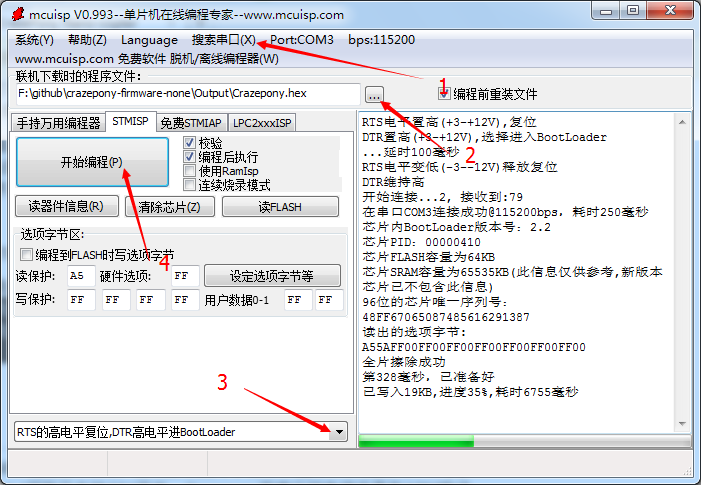 mcuisp V0.993--单片机在线编程专家--www.mcuisp.com
系统(Y) 帮助(Z) Language 搜索串口(X) Port:COM3 bps:115200
www.mcuisp.com 免费软件 脱机/离线编程器(W)
联机下载时的程序文件:
F:\github\crazepony-firmware-none\Output\Crazepony.hex ... 编程前重装文件
1
2
手持万用编程器 STMISP 免费STMIAP LPC2xxxISP
开始编程(P)
校验
编程后执行
使用RamIsp
连续烧录模式
读器件信息(R) 清除芯片(Z) 读FLASH
选项字节区:
编程到FLASH时写选项字节
4
读保护: A5 硬件选项: FF 设定选项字节等
写保护: FF FF FF FF 用户数据0-1 FF FF
3
RTS的高电平复位,DTR高电平进BootLoader
RTS电平置高(+3-+12V),复位
DTR置高(+3-+12V),选择进入BootLoader
...延时100毫秒
RTS电平变低(-3--12V)释放复位
DTR维持高
开始连接...2, 接收到:79
在串口COM3连接成功@115200bps, 耗时250毫秒
芯片内BootLoader版本号: 2.2
芯片PID: 00000410
芯片FLASH容量为64KB
芯片SRAM容量为65535KB(此信息仅供参考,新版本
芯片已不包含此信息)
96位的芯片唯一序列号:
48FF67065087485616291387
读出的选项字节:
A55AFF00FF00FF00FF00FF00FF00FF00
全片擦除成功
第328毫秒, 已准备好
已写入19KB,进度35%,耗时6755毫秒